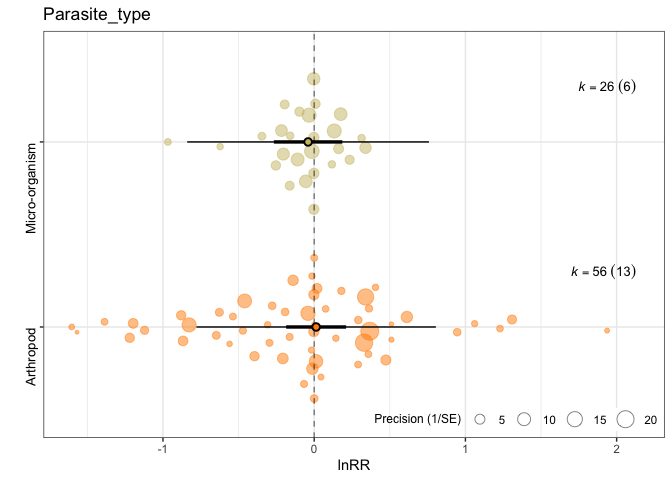 Parasite_type
k = 26 (6)
Micro-organism
k = 56 (13)
Arthropod
Precision (1/SE) 5 10 15 20
-1 0 1 2
lnRR